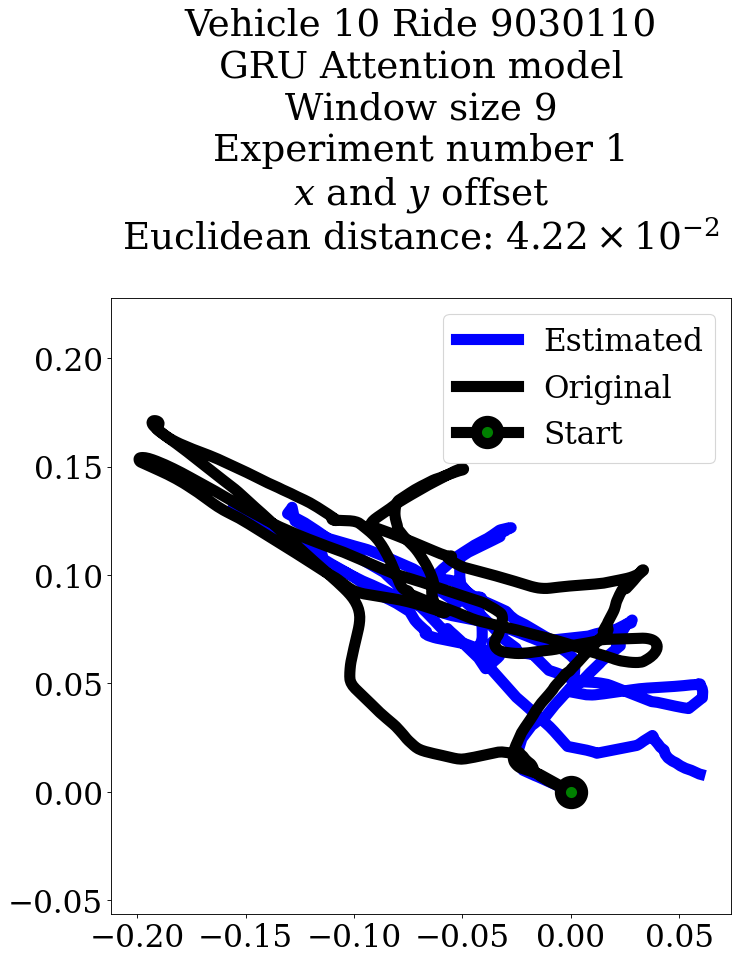 Vehicle 10 Ride 9030110
GRU Attention model
Window size 9
Experiment number 1
x and y offset
Euclidean distance: 4.22 × 10⁻²
Estimated
Original
Start
0.20
0.15
0.10
0.05
0.00
−0.05
−0.20 −0.15 −0.10 −0.05 0.00 0.05